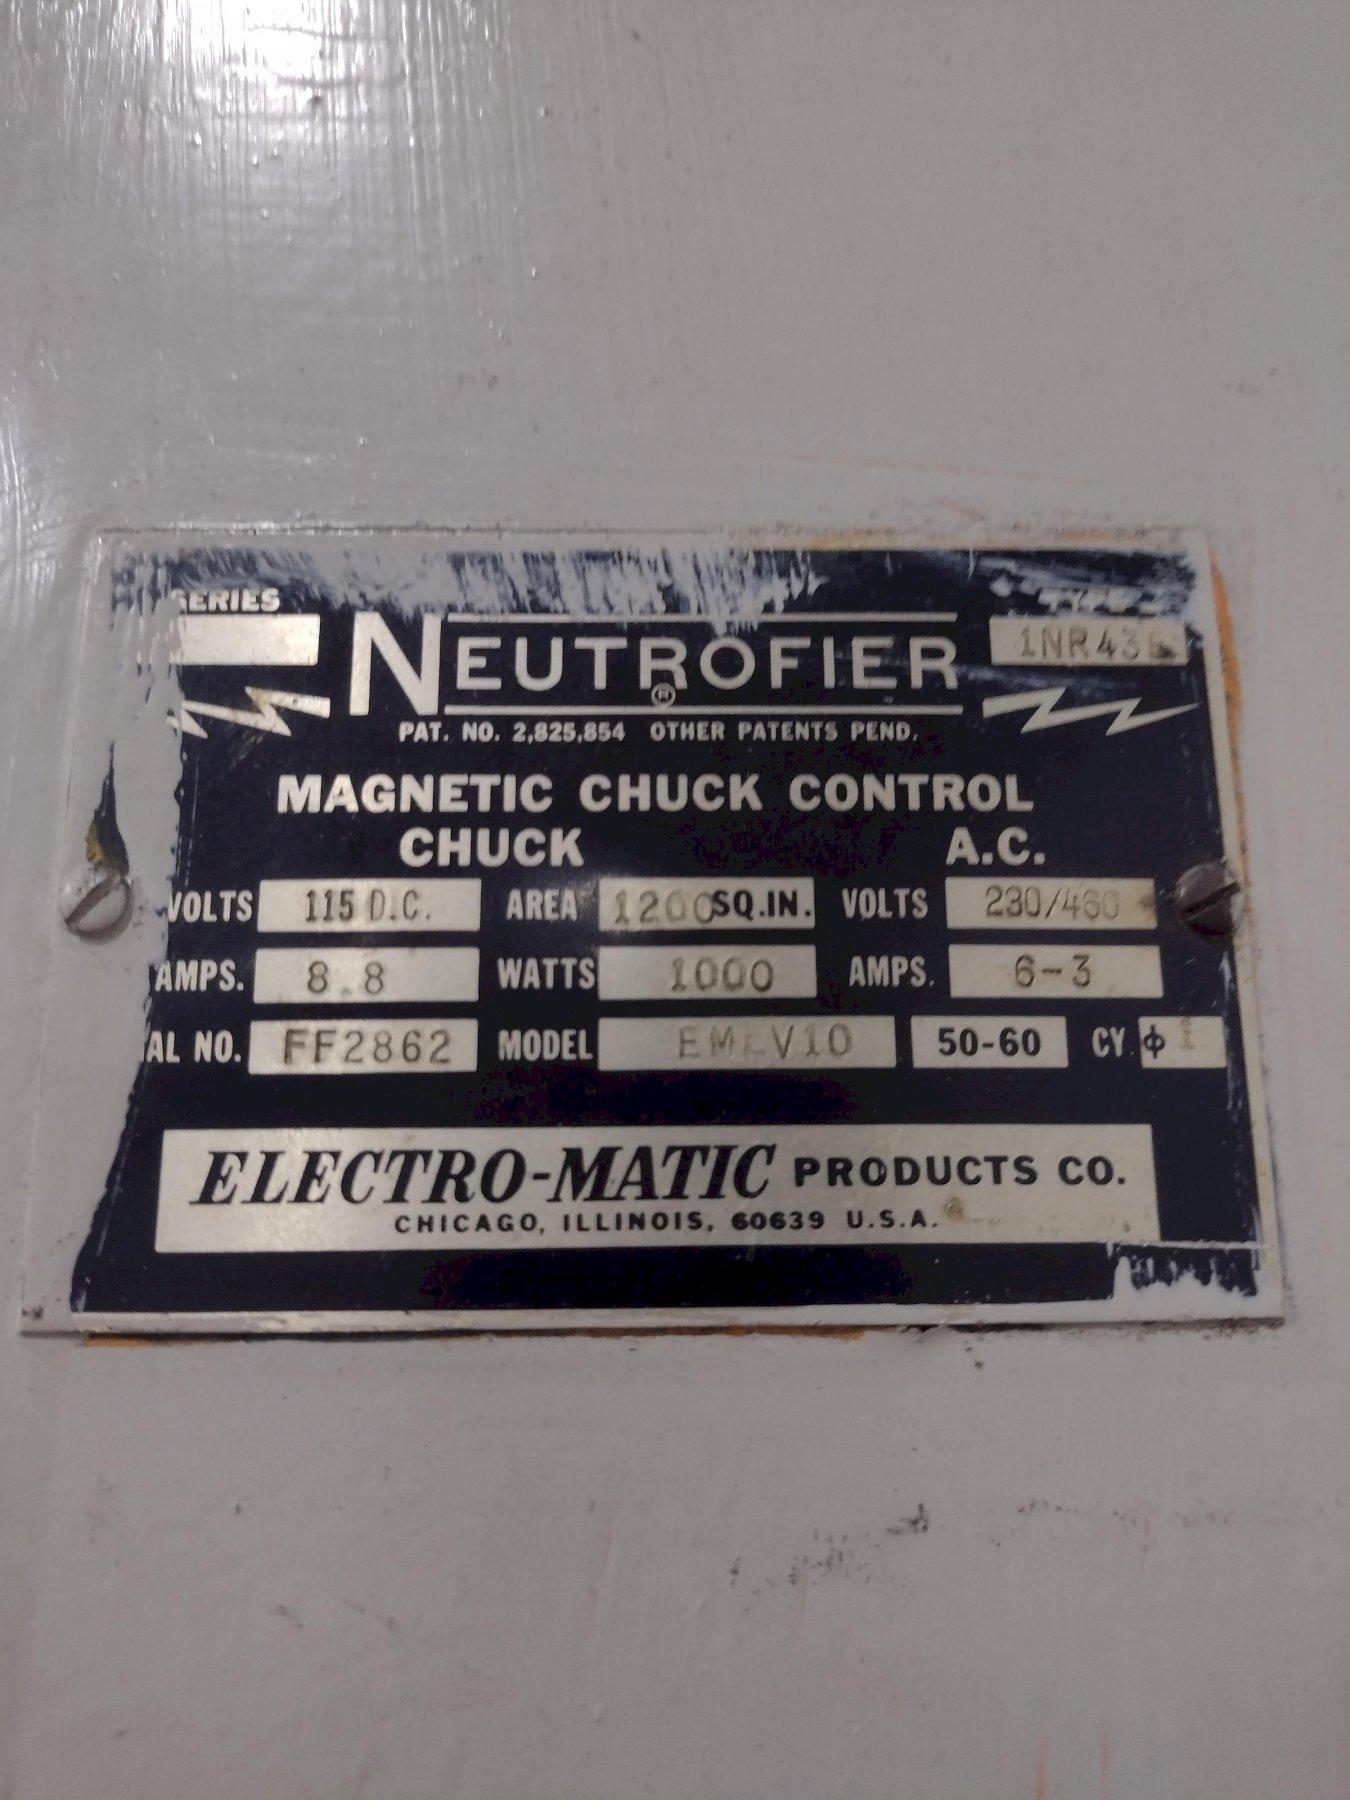 SERIES
NEUTROFIER
®
PAT. NO. 2,825,854 OTHER PATENTS PEND.
MAGNETIC CHUCK CONTROL
CHUCK A.C.
VOLTS 115 D.C. AREA 1200 SQ.IN. VOLTS 230/460
AMPS. 8.8 WATTS 1000 AMPS. 6-3
AL NO. FF2862 MODEL 50-60 CY. ϕ 1
ELECTRO-MATIC PRODUCTS CO.
CHICAGO, ILLINOIS, 60639 U.S.A.